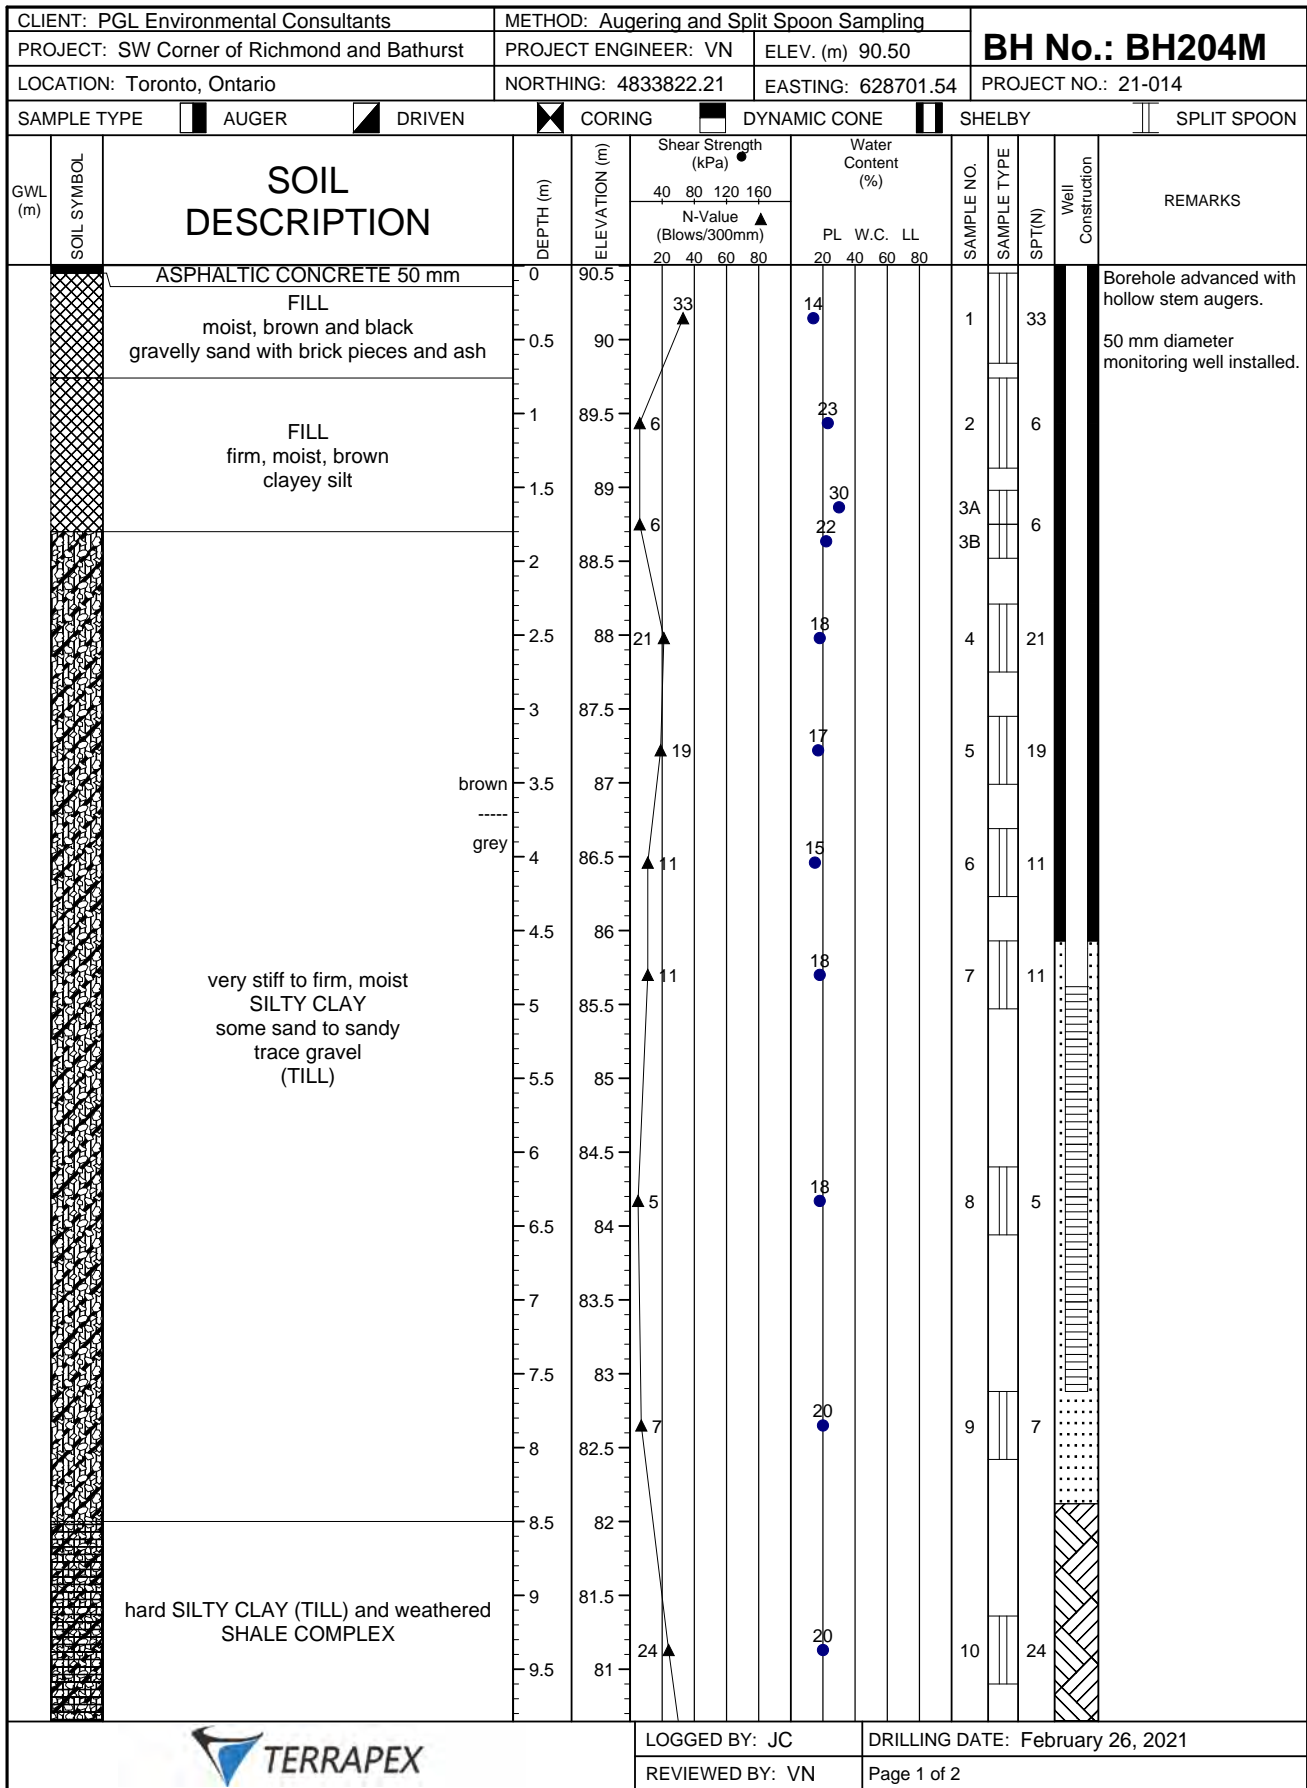 CLIENT: PGL Environmental Consultants
METHOD: Augering and Split Spoon Sampling
BH No.: BH204M
PROJECT: SW Corner of Richmond and Bathurst
PROJECT ENGINEER: VN
ELEV. (m) 90.50
LOCATION: Toronto, Ontario
NORTHING: 4833822.21
EASTING: 628701.54
PROJECT NO.: 21-014
SAMPLE TYPE AUGER DRIVEN CORING DYNAMIC CONE SHELBY SPLIT SPOON
GWL
(m)
SOIL SYMBOL
SOIL
DESCRIPTION
DEPTH (m)
ELEVATION (m)
Shear Strength
(kPa)
40 80 120 160
N-Value
(Blows/300mm)
20 40 60 80
Water
Content
(%)
PL W.C. LL
20 40 60 80
SAMPLE NO.
SAMPLE TYPE
SPT(N)
Well
Construction
REMARKS
ASPHALTIC CONCRETE 50 mm
FILL
moist, brown and black
gravelly sand with brick pieces and ash
FILL
firm, moist, brown
clayey silt
brown
-----
grey
very stiff to firm, moist
SILTY CLAY
some sand to sandy
trace gravel
(TILL)
hard SILTY CLAY (TILL) and weathered
SHALE COMPLEX
0 90.5
0.5 90
1 89.5
1.5 89
2 88.5
2.5 88
3 87.5
3.5 87
4 86.5
4.5 86
5 85.5
5.5 85
6 84.5
6.5 84
7 83.5
7.5 83
8 82.5
8.5 82
9 81.5
9.5 81
33 14 1 33
6 23 2 6
30 3A
6 6
22 3B
21 18 4 21
19 17 5 19
11 15 6 11
11 18 7 11
5 18 8 5
7 20 9 7
24 20 10 24
Borehole advanced with
hollow stem augers.
50 mm diameter
monitoring well installed.
TERRAPEX
LOGGED BY: JC
DRILLING DATE: February 26, 2021
REVIEWED BY: VN
Page 1 of 2